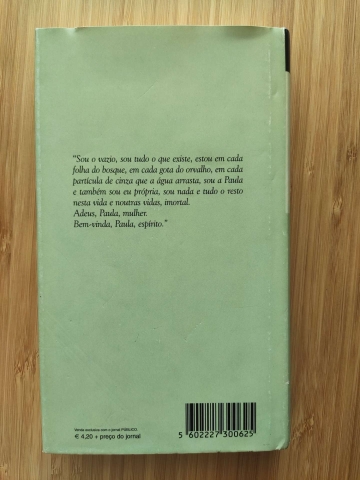 "Sou o vazio, sou tudo o que existe, estou em cada
folha do bosque, em cada gota do orvalho, em cada
partícula de cinza que a água arrasta, sou a Paula
e também sou eu própria, sou nada e tudo o resto
nesta vida e noutras vidas, imortal.
Adeus, Paula, mulher.
Bem-vinda, Paula, espírito."
Venda exclusiva com o jornal PÚBLICO
€ 4,20 + preço do jornal
5 602227 300625